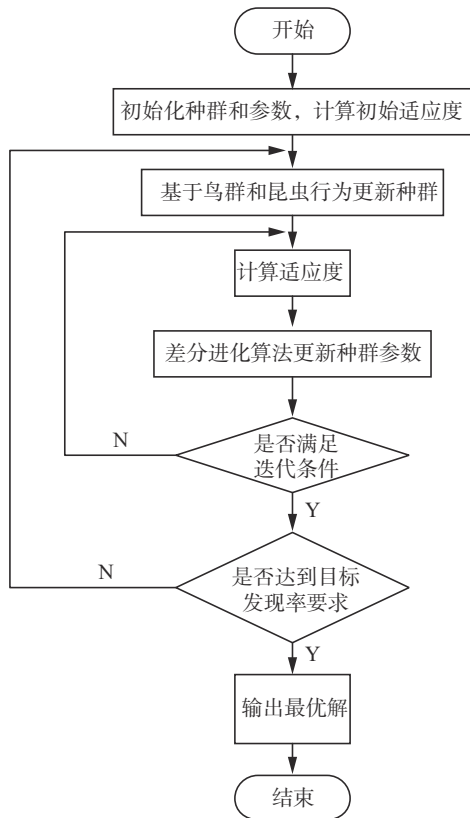 开始
初始化种群和参数，计算初始适应度
基于鸟群和昆虫行为更新种群
计算适应度
差分进化算法更新种群参数
是否满足
迭代条件
N
Y
是否达到目标
发现率要求
N
Y
输出最优解
结束